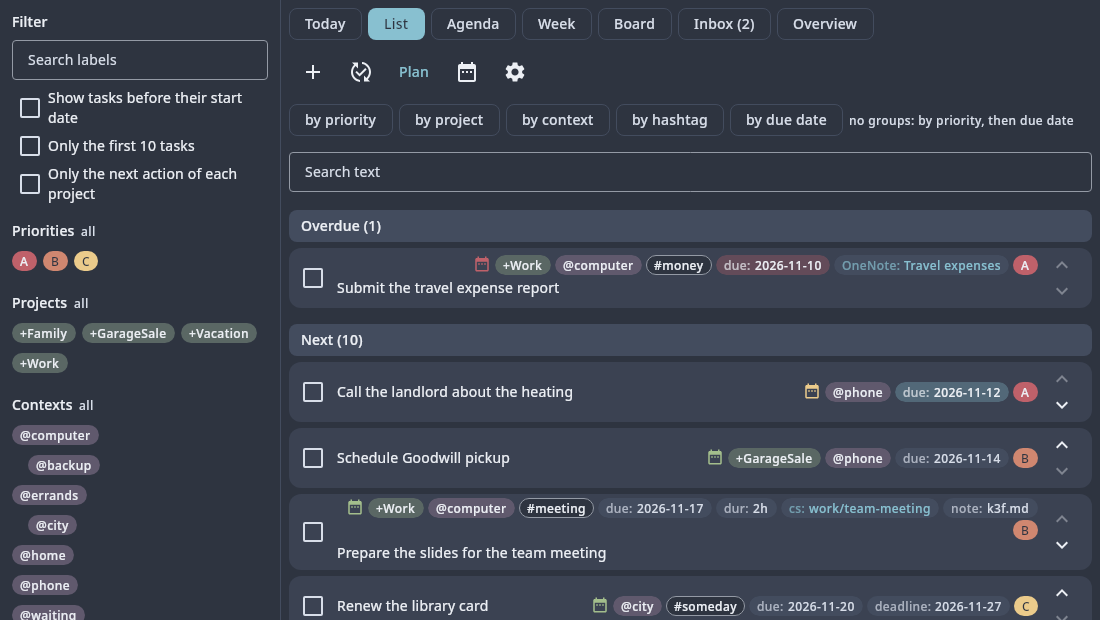 Filter
Search labels
Show tasks before their start
date
Only the first 10 tasks
Only the next action of each
project
Priorities all
A B C
Projects all
+Family +GarageSale +Vacation
+Work
Contexts all
@computer
@backup
@errands
@city
@home
@phone
@waiting
Today List Agenda Week Board Inbox (2) Overview
Plan
by priority by project by context by hashtag by due date no groups: by priority, then due date
Search text
Overdue (1)
+Work @computer #money due: 2026-11-10 OneNote: Travel expenses A
Submit the travel expense report
Next (10)
Call the landlord about the heating @phone due: 2026-11-12 A
Schedule Goodwill pickup +GarageSale @phone due: 2026-11-14 B
+Work @computer #meeting due: 2026-11-17 dur: 2h cs: work/team-meeting note: k3f.md
B
Prepare the slides for the team meeting
Renew the library card @city #someday due: 2026-11-20 deadline: 2026-11-27 C